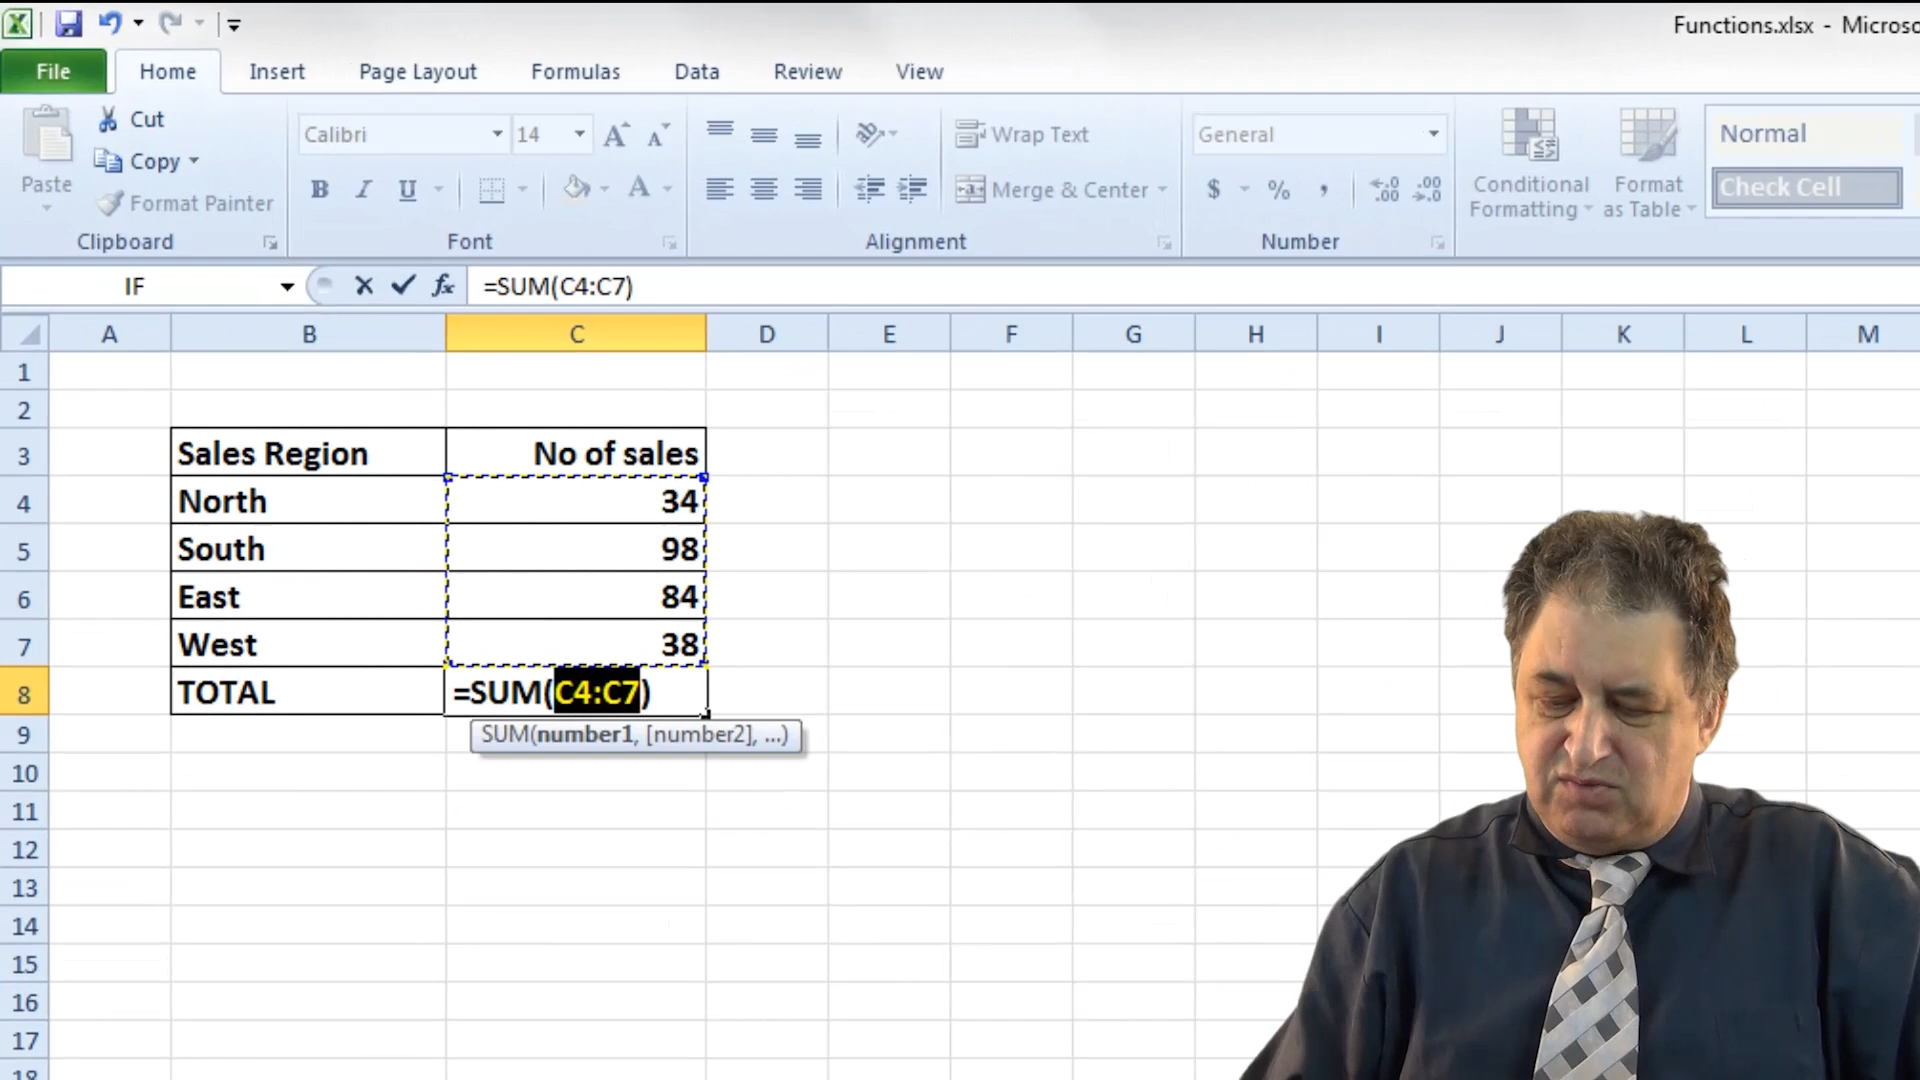 Functions.xlsx - Microso
File Home Insert Page Layout Formulas Data Review View
Paste
Cut
Copy
Format Painter
Clipboard
Calibri 14
B I U A
Font
Wrap Text
Merge & Center
Alignment
General
$ % , .00 .00
Number
Conditional Formatting
Format as Table
Normal
Check Cell
IF fx =SUM(C4:C7)
A B C D E F G H I J K L M
1
2
3 Sales Region No of sales
4 North 34
5 South 98
6 East 84
7 West 38
8 TOTAL =SUM(C4:C7)
SUM(number1, [number2], ...)
9
10
11
12
13
14
15
16
17
18